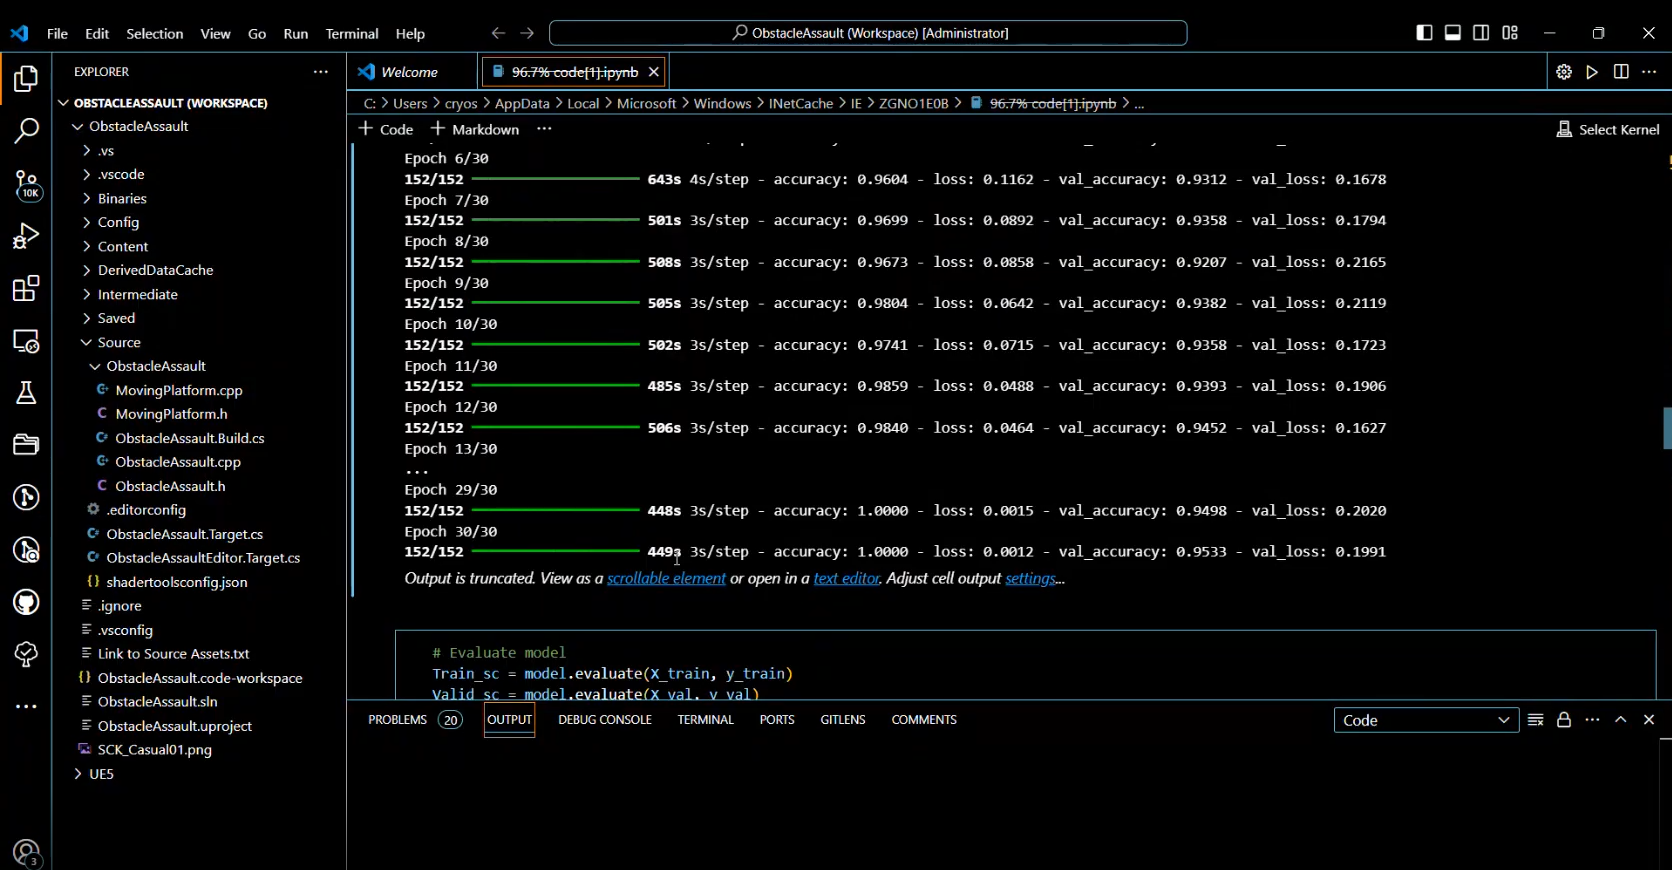 File Edit Selection View Go Run Terminal Help
ObstacleAssault (Workspace) [Administrator]
EXPLORER
Welcome
96.7% code[1].ipynb
OBSTACLEASSAULT (WORKSPACE)
C: > Users > cryos > AppData > Local > Microsoft > Windows > INetCache > IE > ZGNO1E0B > 96.7% code[1].ipynb > ...
+ Code + Markdown ...
Select Kernel
ObstacleAssault
.vs
.vscode
Binaries
Config
Content
DerivedDataCache
Intermediate
Saved
Source
ObstacleAssault
MovingPlatform.cpp
MovingPlatform.h
ObstacleAssault.Build.cs
ObstacleAssault.cpp
ObstacleAssault.h
.editorconfig
ObstacleAssault.Target.cs
ObstacleAssaultEditor.Target.cs
shadertoolsconfig.json
.ignore
.vsconfig
Link to Source Assets.txt
ObstacleAssault.code-workspace
ObstacleAssault.sln
ObstacleAssault.uproject
SCK_Casual01.png
UE5
10K
3
Epoch 6/30
152/152 643s 4s/step - accuracy: 0.9604 - loss: 0.1162 - val_accuracy: 0.9312 - val_loss: 0.1678
Epoch 7/30
152/152 501s 3s/step - accuracy: 0.9699 - loss: 0.0892 - val_accuracy: 0.9358 - val_loss: 0.1794
Epoch 8/30
152/152 508s 3s/step - accuracy: 0.9673 - loss: 0.0858 - val_accuracy: 0.9207 - val_loss: 0.2165
Epoch 9/30
152/152 505s 3s/step - accuracy: 0.9804 - loss: 0.0642 - val_accuracy: 0.9382 - val_loss: 0.2119
Epoch 10/30
152/152 502s 3s/step - accuracy: 0.9741 - loss: 0.0715 - val_accuracy: 0.9358 - val_loss: 0.1723
Epoch 11/30
152/152 485s 3s/step - accuracy: 0.9859 - loss: 0.0488 - val_accuracy: 0.9393 - val_loss: 0.1906
Epoch 12/30
152/152 506s 3s/step - accuracy: 0.9840 - loss: 0.0464 - val_accuracy: 0.9452 - val_loss: 0.1627
Epoch 13/30
...
Epoch 29/30
152/152 448s 3s/step - accuracy: 1.0000 - loss: 0.0015 - val_accuracy: 0.9498 - val_loss: 0.2020
Epoch 30/30
152/152 449s 3s/step - accuracy: 1.0000 - loss: 0.0012 - val_accuracy: 0.9533 - val_loss: 0.1991
Output is truncated. View as a scrollable element or open in a text editor. Adjust cell output settings...
# Evaluate model
Train_sc = model.evaluate(X_train, y_train)
Valid_sc = model.evaluate(X_val, y_val)
PROBLEMS 20 OUTPUT DEBUG CONSOLE TERMINAL PORTS GITLENS COMMENTS
Code